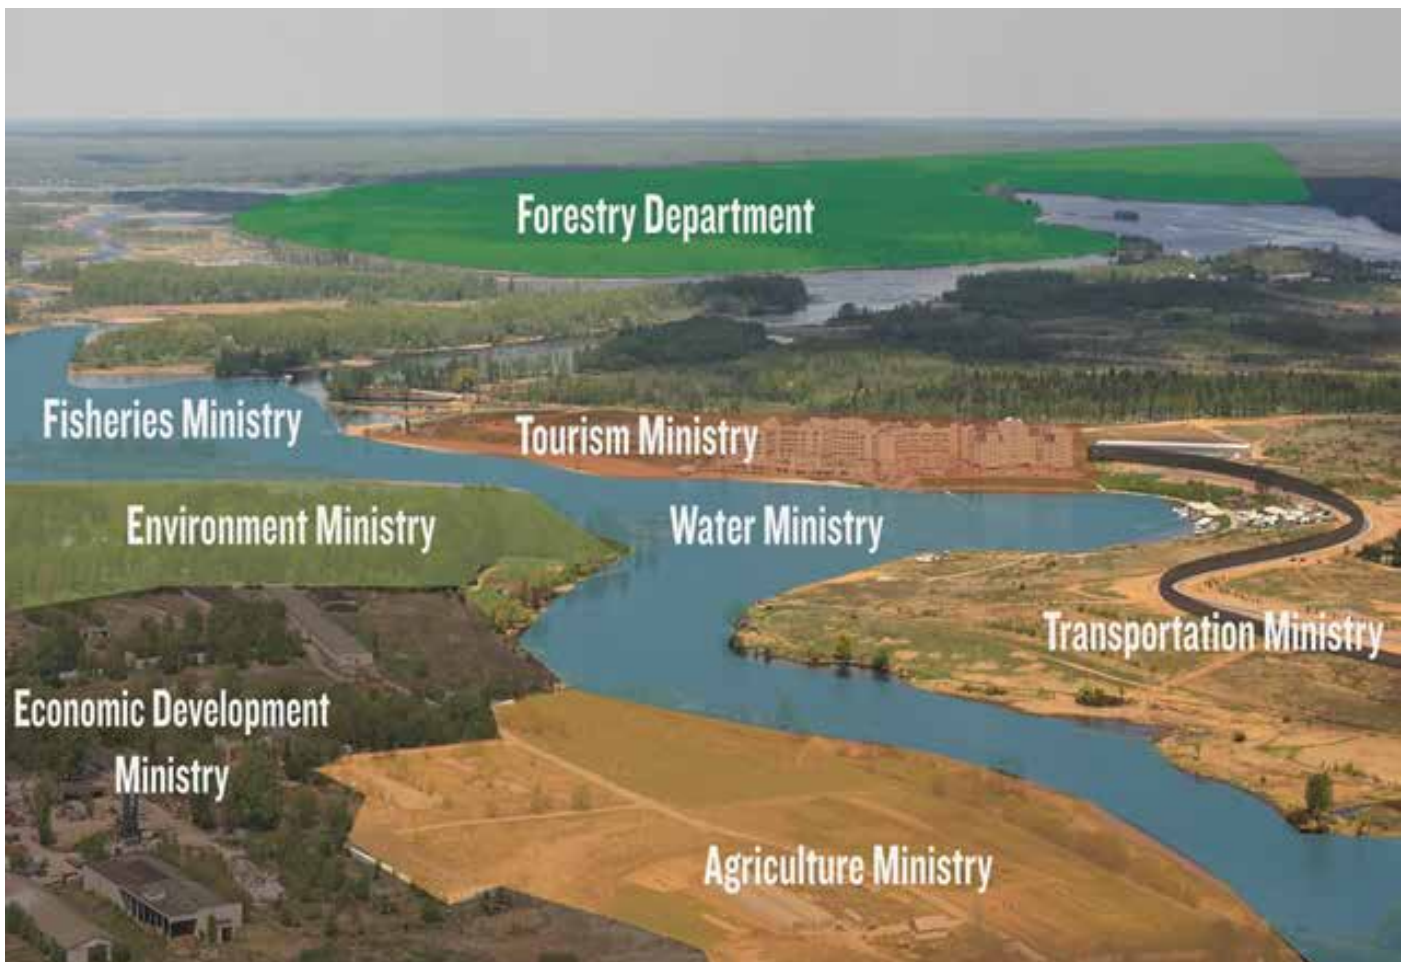 Forestry Department
Fisheries Ministry
Tourism Ministry
Environment Ministry
Water Ministry
Transportation Ministry
Economic Development
Ministry
Agriculture Ministry